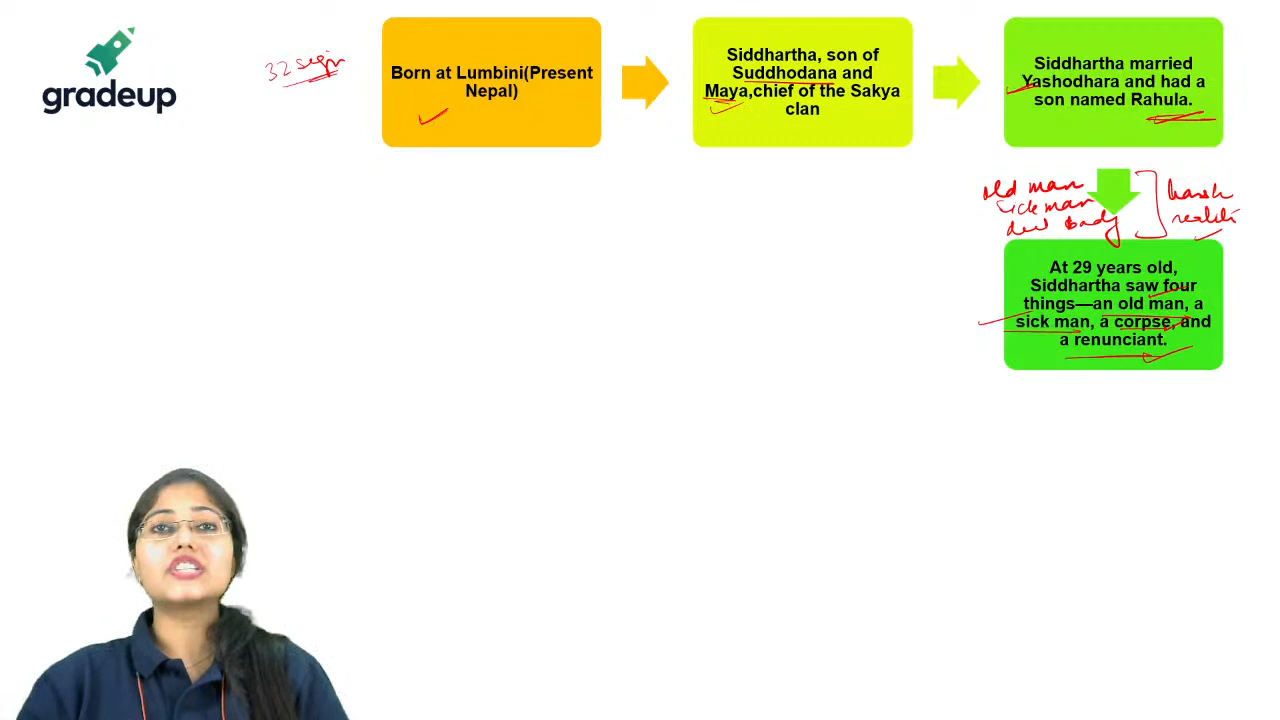 gradeup
32 sign
Born at Lumbini(Present
Nepal)
Siddhartha, son of
Suddhodana and
Maya,chief of the Sakya
clan
Siddhartha married
Yashodhara and had a
son named Rahula.
old man
sick man
body
harsh
At 29 years old,
Siddhartha saw four
things—an old man, a
sick man, a corpse, and
a renunciant.